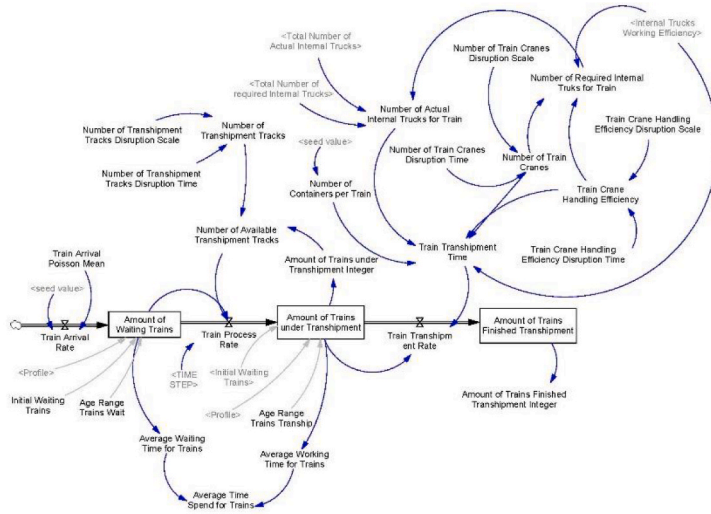 <Total Number of
Actual Internal Trucks>
<Total Number of
required Internal Trucks>
Number of Train Cranes
Disruption Scale
<Internal Trucks
Working Efficiency>
Number of Required Internal
Truks for Train
Number of Actual
Internal Trucks for Train
Train Crane Handling
Efficiency Disruption Scale
Number of Transhipment
Tracks Disruption Scale
Number of
Transhipment Tracks
<seed value>
Number of Train Cranes
Disruption Time
Number of Train
Cranes
Number of Transhipment
Tracks Disruption Time
Number of
Containers per Train
Train Crane
Handling Efficiency
Number of Available
Transhipment Tracks
Train Transhipment
Time
Train Crane Handling
Efficiency Disruption Time
Train Arrival
Poisson Mean
Amount of Trains under
Transhipment Integer
<seed value>
Amount of
Waiting Trains
Amount of Trains
under Transhipment
Amount of Trains
Finished Transhipment
Train Arrival
Rate
Train Process
Rate
Train Transhipm
ent Rate
<Profile>
<TIME
STEP>
<Initial Waiting
Trains>
Initial Waiting
Trains
Age Range
Trains Wait
<Profile>
Age Range
Trains Tranship
Amount of Trains Finished
Transhipment Integer
Average Waiting
Time for Trains
Average Working
Time for Trains
Average Time
Spend for Trains